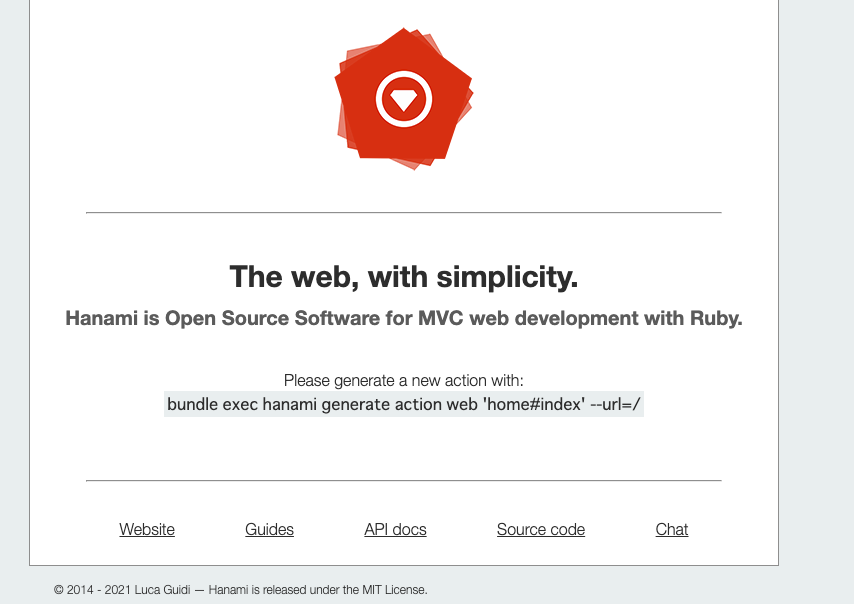 The web, with simplicity.
Hanami is Open Source Software for MVC web development with Ruby.
Please generate a new action with:
bundle exec hanami generate action web 'home#index' --url=/
Website Guides API docs Source code Chat
© 2014 - 2021 Luca Guidi — Hanami is released under the MIT License.